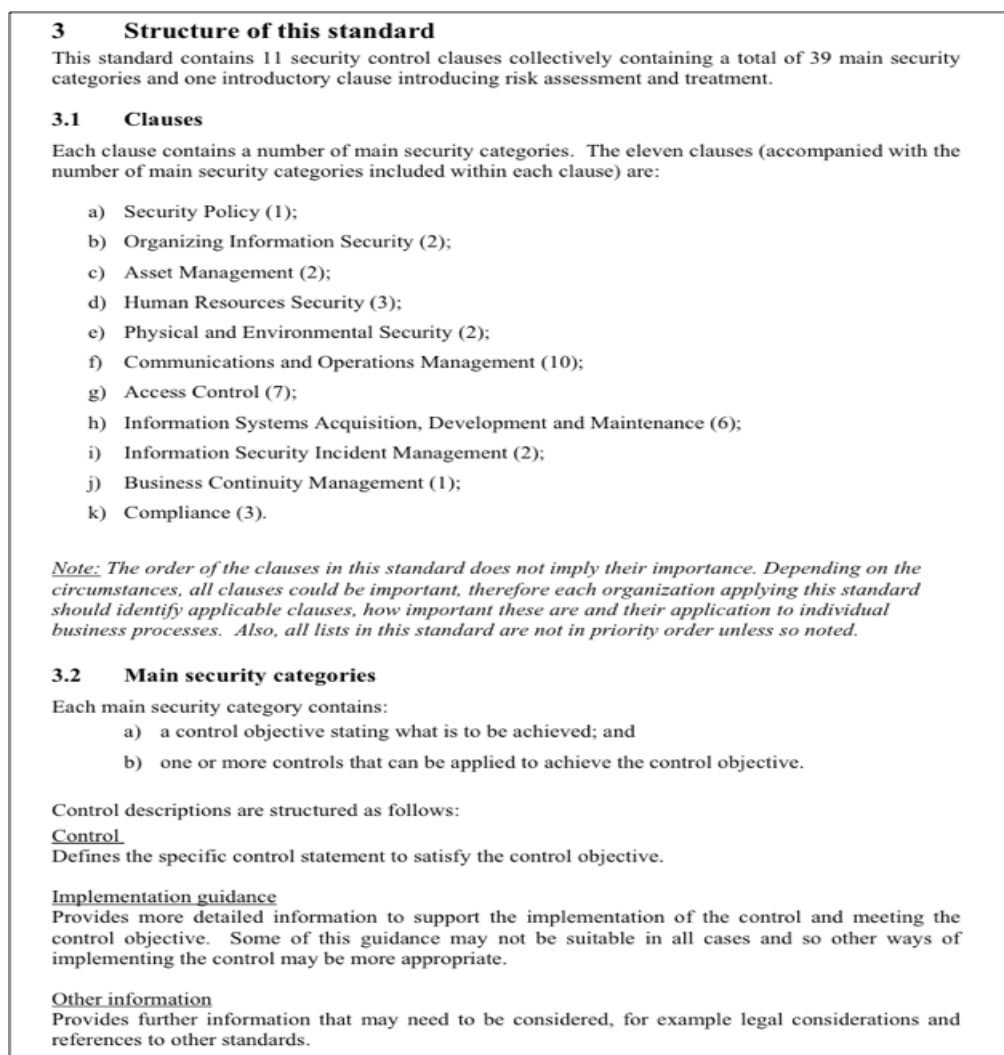 3 Structure of this standard
This standard contains 11 security control clauses collectively containing a total of 39 main security
categories and one introductory clause introducing risk assessment and treatment.
3.1 Clauses
Each clause contains a number of main security categories. The eleven clauses (accompanied with the
number of main security categories included within each clause) are:
a) Security Policy (1);
b) Organizing Information Security (2);
c) Asset Management (2);
d) Human Resources Security (3);
e) Physical and Environmental Security (2);
f) Communications and Operations Management (10);
g) Access Control (7);
h) Information Systems Acquisition, Development and Maintenance (6);
i) Information Security Incident Management (2);
j) Business Continuity Management (1);
k) Compliance (3).
Note: The order of the clauses in this standard does not imply their importance. Depending on the
circumstances, all clauses could be important, therefore each organization applying this standard
should identify applicable clauses, how important these are and their application to individual
business processes. Also, all lists in this standard are not in priority order unless so noted.
3.2 Main security categories
Each main security category contains:
a) a control objective stating what is to be achieved; and
b) one or more controls that can be applied to achieve the control objective.
Control descriptions are structured as follows:
Control
Defines the specific control statement to satisfy the control objective.
Implementation guidance
Provides more detailed information to support the implementation of the control and meeting the
control objective. Some of this guidance may not be suitable in all cases and so other ways of
implementing the control may be more appropriate.
Other information
Provides further information that may need to be considered, for example legal considerations and
references to other standards.